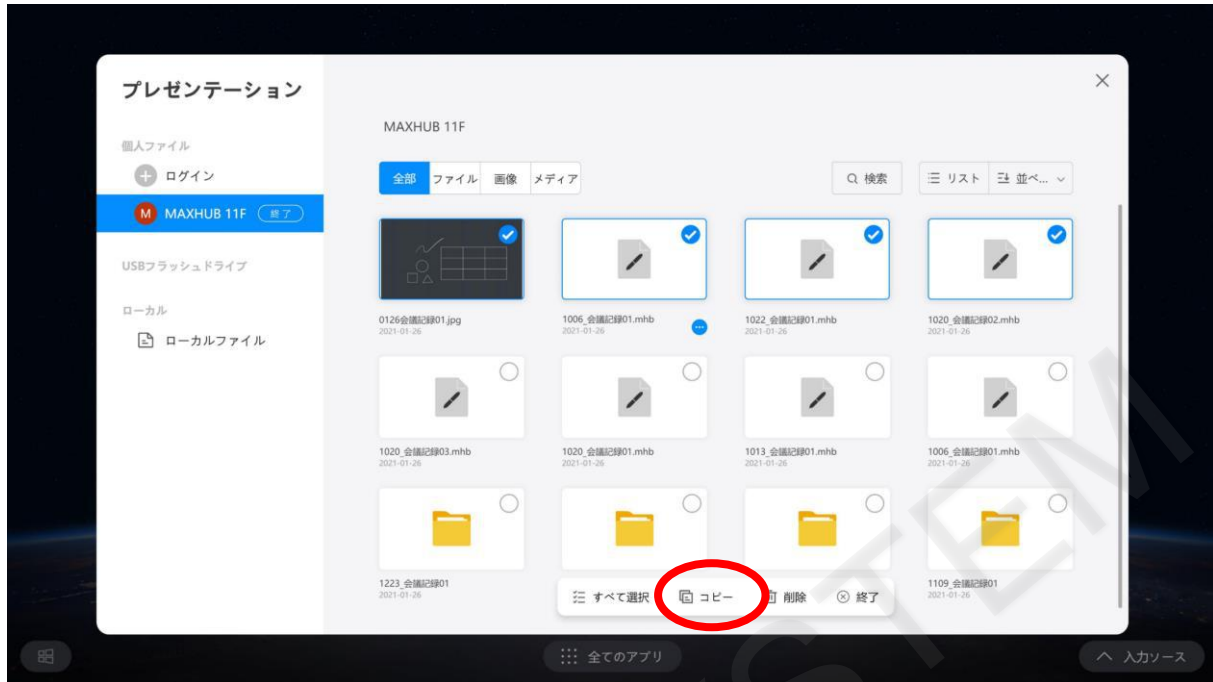 プレゼンテーション
個人ファイル
ログイン
M MAXHUB 11F 終了
USBフラッシュドライブ
ローカル
ローカルファイル
MAXHUB 11F
全部 ファイル 画像 メディア
検索 リスト 並べ...
0126会議記録01.jpg 1006_会議記録01.mhb 1022_会議記録01.mhb 1020_会議記録02.mhb
2021-01-26 2021-01-26 2021-01-26 2021-01-26
1020_会議記録03.mhb 1020_会議記録01.mhb 1013_会議記録01.mhb 1006_会議記録01.mhb
2021-01-26 2021-01-26 2021-01-26 2021-01-26
1223_会議記録01 1109_会議記録01
2021-01-26 2021-01-26
すべて選択 コピー 削除 終了
全てのアプリ
入力ソース
STEM